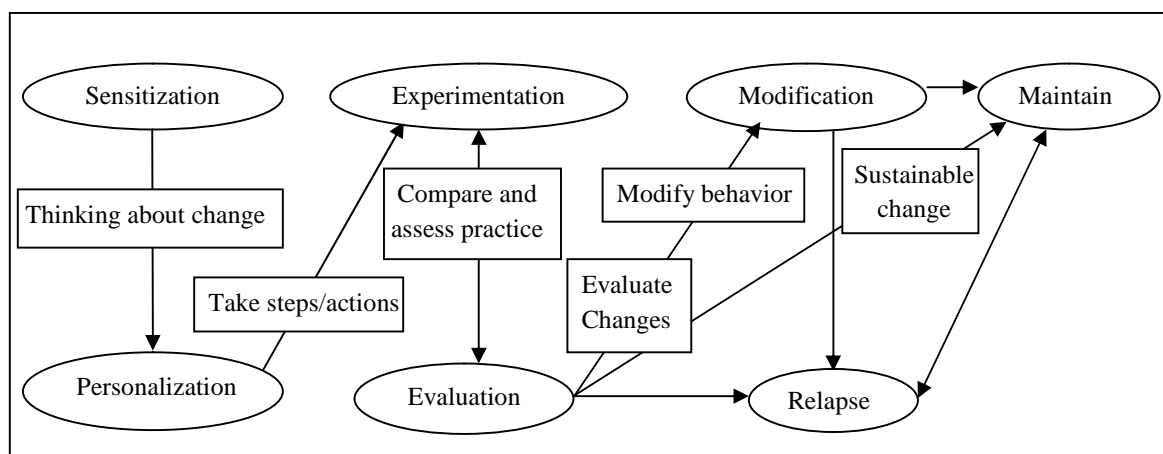 Sensitization
Experimentation
Modification
Maintain
Thinking about change
Compare and
assess practice
Modify behavior
Sustainable
change
Take steps/actions
Evaluate
Changes
Personalization
Evaluation
Relapse